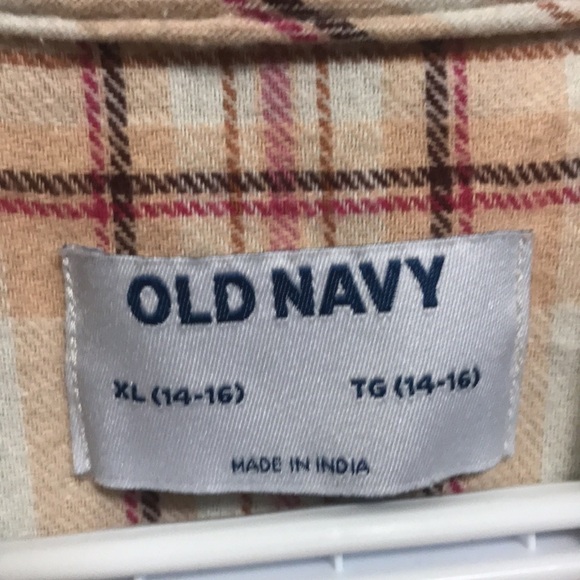 OLD NAVY
XL (14-16) TG (14-16)
MADE IN INDIA